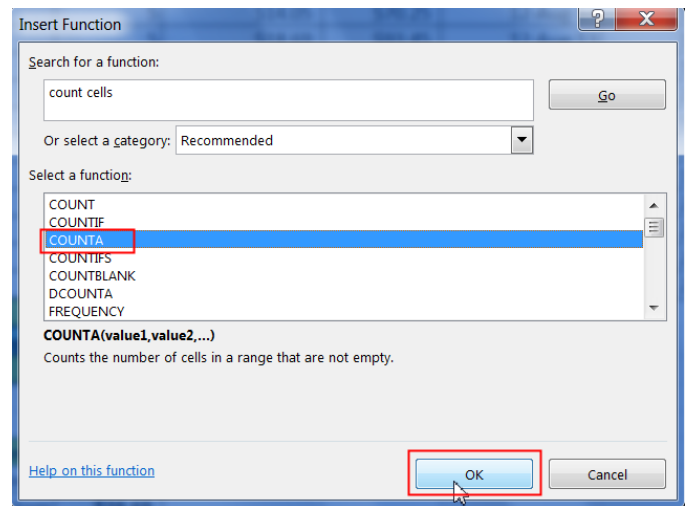 Insert Function
?
X
Search for a function:
count cells
Go
Or select a category: Recommended
Select a function:
COUNT
COUNTIF
COUNTA
COUNTIFS
COUNTBLANK
DCOUNTA
FREQUENCY
COUNTA(value1,value2,...)
Counts the number of cells in a range that are not empty.
Help on this function
OK
Cancel